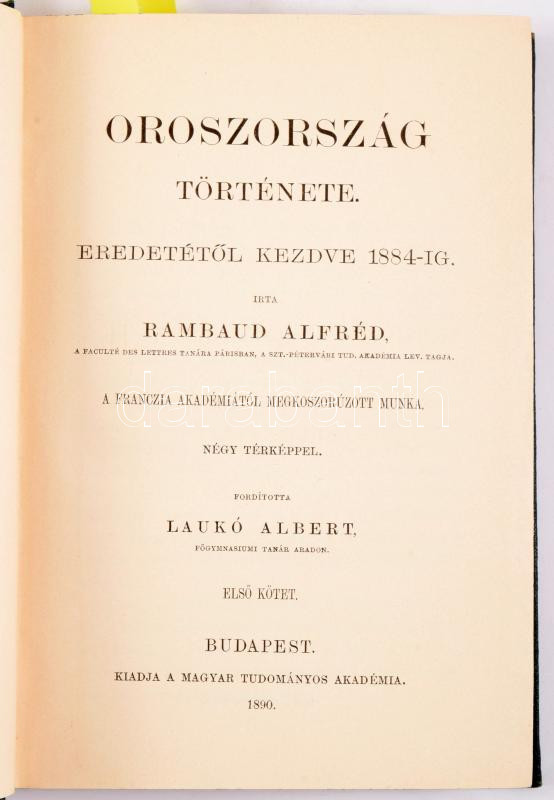 OROSZORSZÁG
TÖRTÉNETE.
EREDETÉTŐL KEZDVE 1884-IG.
IRTA
RAMBAUD ALFRÉD,
A FACULTÉ DES LETTRES TANÁRA PÁRISBAN, A SZT.-PÉTERVÁRI TUD. AKADÉMIA LEV. TAGJA.
A FRANCZIA AKADÉMIÁTÓL MEGKOSZORÚZOTT MUNKA.
darabanth
NÉGY TÉRKÉPPEL.
FORDÍTOTTA
LAUKÓ ALBERT,
FŐGYMNASIUMI TANÁR ARADON.
ELSŐ KÖTET.
BUDAPEST.
KIADJA A MAGYAR TUDOMÁNYOS AKADÉMIA.
1890.